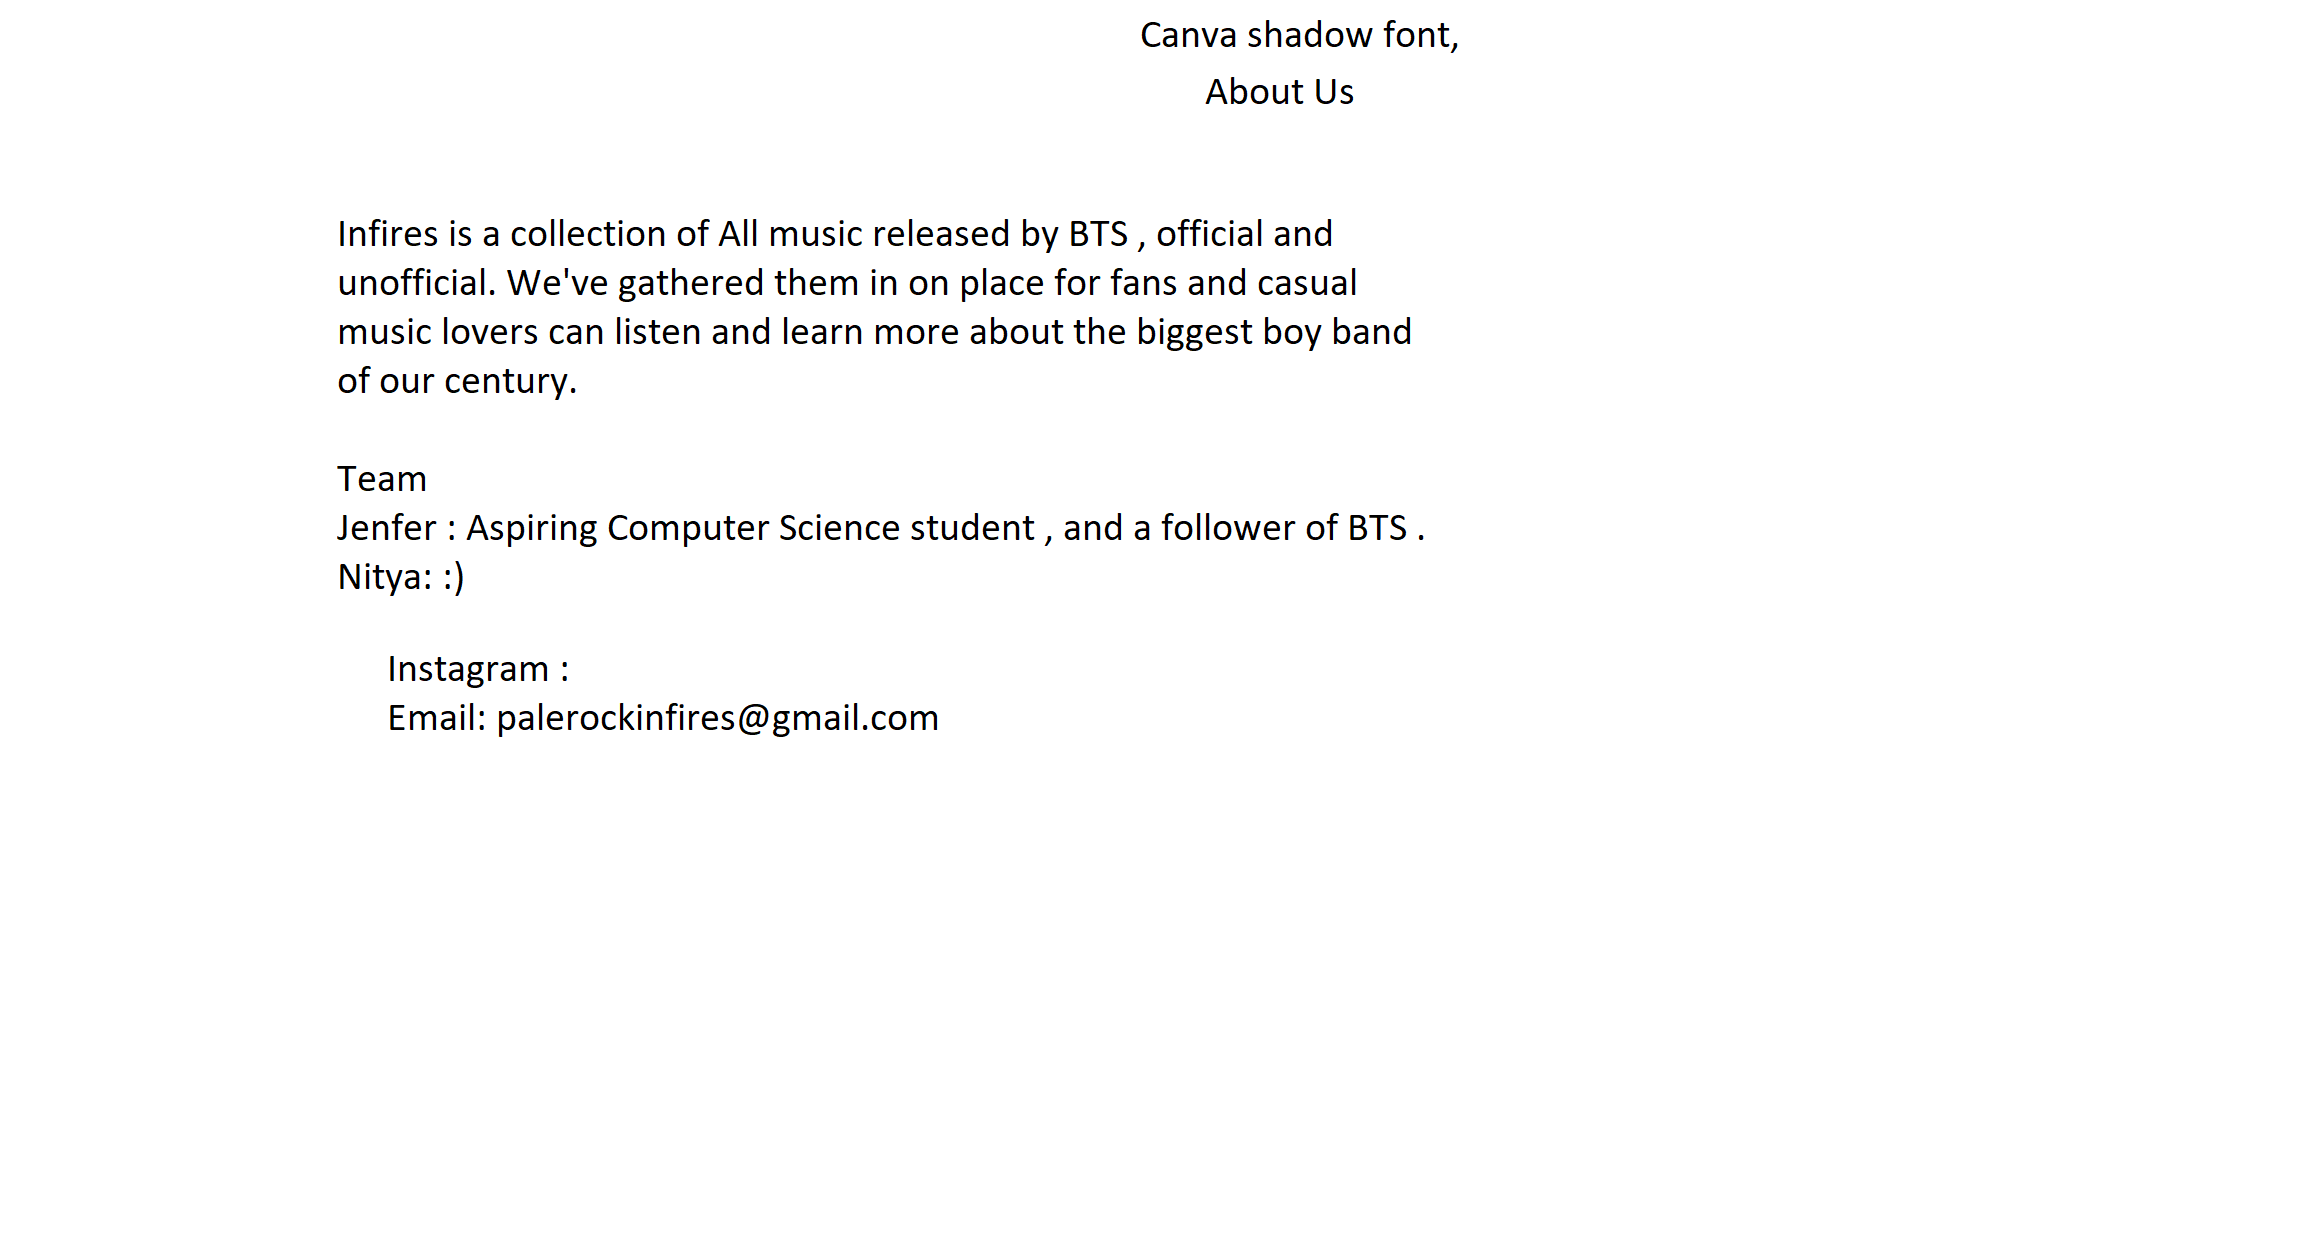 Canva shadow font,
About Us
Infires is a collection of All music released by BTS , official and
unofficial. We've gathered them in on place for fans and casual
music lovers can listen and learn more about the biggest boy band
of our century.
Team
Jenfer : Aspiring Computer Science student , and a follower of BTS .
Nitya: :)
Instagram :
Email: palerockinfires@gmail.com